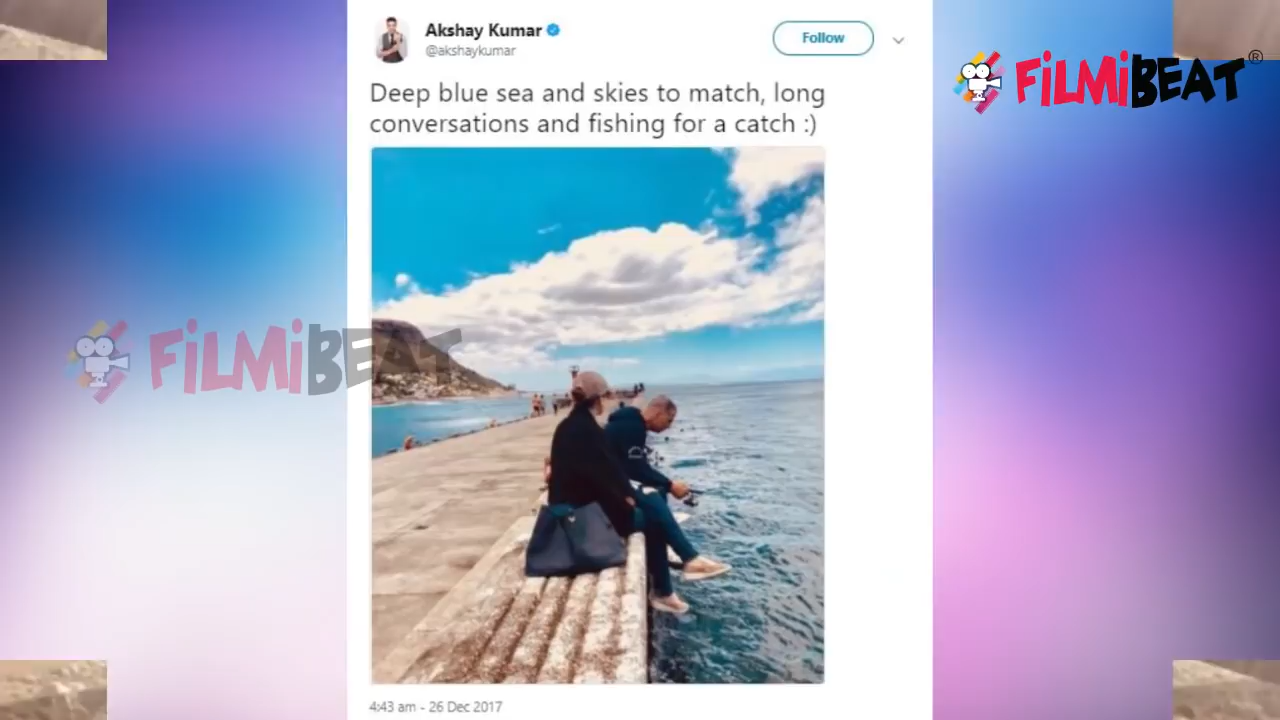 Akshay Kumar
@akshaykumar
Follow
FiLMiBEAT®
Deep blue sea and skies to match, long
conversations and fishing for a catch :)
FiLMiBEAT
4:43 am - 26 Dec 2017